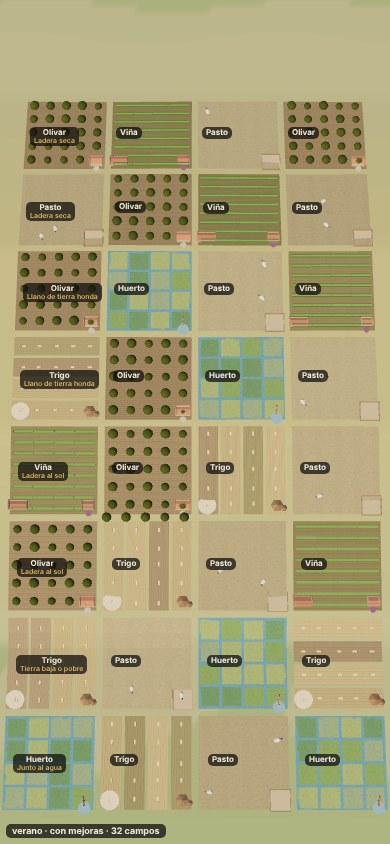 Olivar
Ladera seca
Viña
Pasto
Olivar
Pasto
Ladera seca
Olivar
Viña
Pasto
Olivar
Llano de tierra honda
Huerto
Pasto
Viña
Trigo
Llano de tierra honda
Olivar
Huerto
Pasto
Viña
Ladera al sol
Olivar
Trigo
Pasto
Olivar
Ladera al sol
Trigo
Pasto
Viña
Trigo
Tierra baja o pobre
Pasto
Huerto
Trigo
Huerto
Junto al agua
Trigo
Pasto
Huerto
verano · con mejoras · 32 campos